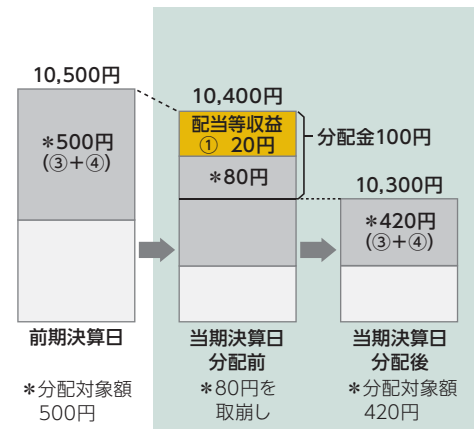 10,500円
*500円
(③+④)
前期決算日
*分配対象額
500円
10,400円
配当等収益
① 20円
*80円
分配金100円
当期決算日
分配前
*80円を
取崩し
10,300円
*420円
(③+④)
当期決算日
分配後
*分配対象額
420円